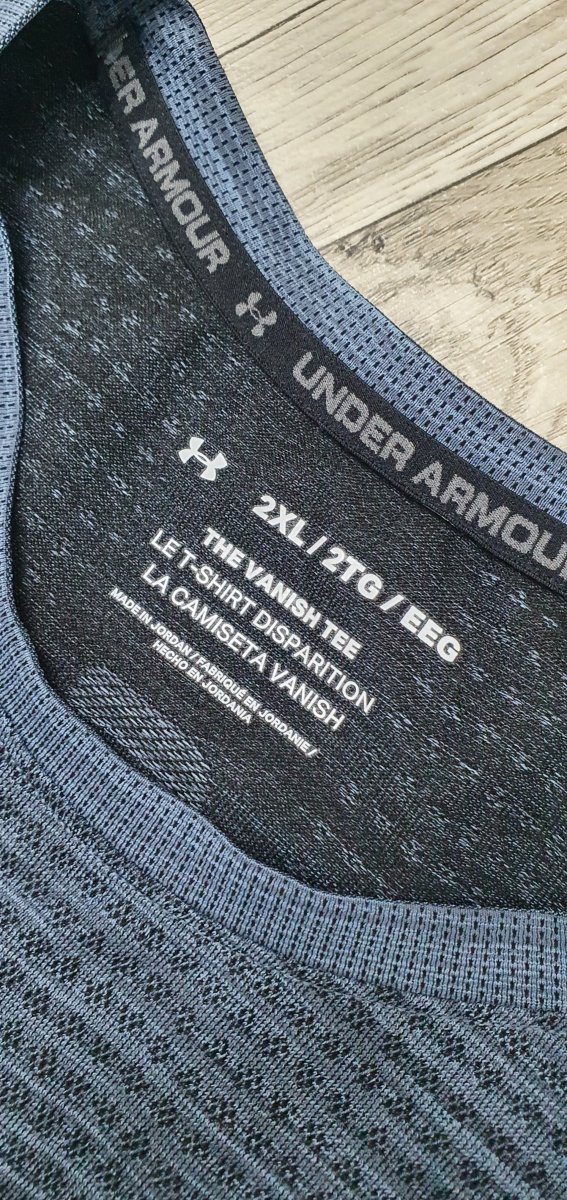 UNDER ARMOUR
UNDER ARMOUR
2XL / 2TG / EEG
THE VANISH TEE
LE T-SHIRT DISPARITION
LA CAMISETA VANISH
MADE IN JORDAN / FABRIQUÉ EN JORDANIE /
HECHO EN JORDANIA